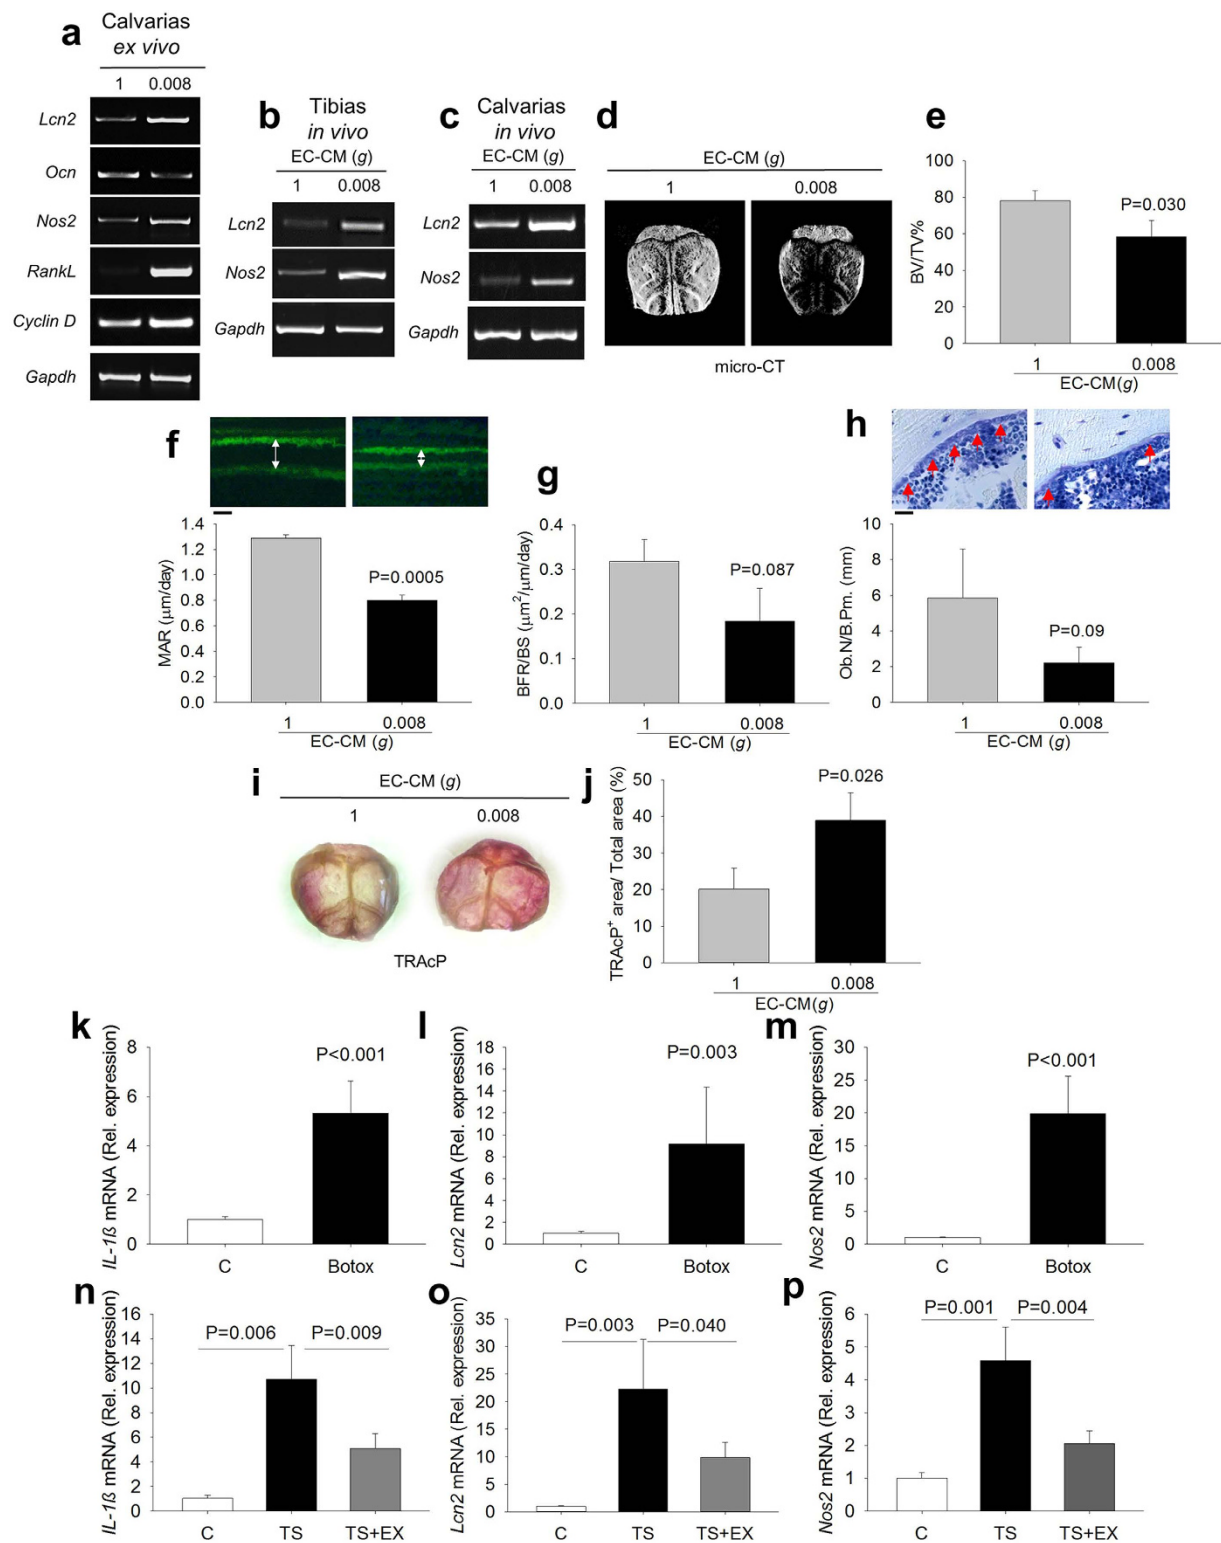 a
Calvarias
ex vivo
1 0.008
Lcn2
Ocn
Nos2
RankL
Cyclin D
Gapdh
b
Tibias
in vivo
EC-CM (g)
1 0.008
Lcn2
Nos2
Gapdh
c
Calvarias
in vivo
EC-CM (g)
1 0.008
Lcn2
Nos2
Gapdh
d
EC-CM (g)
1 0.008
micro-CT
e
100
80
60
40
20
0
BV/TV%
P=0.030
1 0.008
EC-CM(g)
f
1.4
1.2
1.0
0.8
0.6
0.4
0.2
0.0
MAR (µm/day)
P=0.0005
1 0.008
EC-CM (g)
g
0.4
0.3
0.2
0.1
0.0
BFR/BS (µm²/µm/day)
P=0.087
1 0.008
EC-CM (g)
h
10
8
6
4
2
0
Ob.N/B.Pm. (mm)
P=0.09
1 0.008
EC-CM (g)
i
EC-CM (g)
1 0.008
TRAcP
j
50
40
30
20
10
0
TRAcP⁺ area/ Total area (%)
P=0.026
1 0.008
EC-CM(g)
k
8
6
4
2
0
IL-1ß mRNA (Rel. expression)
P<0.001
C Botox
l
18
16
14
12
10
8
6
4
2
0
Lcn2 mRNA (Rel. expression)
P=0.003
C Botox
m
30
25
20
15
10
5
0
Nos2 mRNA (Rel. expression)
P<0.001
C Botox
n
16
14
12
10
8
6
4
2
0
IL-1ß mRNA (Rel. expression)
P=0.006 P=0.009
C TS TS+EX
o
35
30
25
20
15
10
5
0
Lcn2 mRNA (Rel. expression)
P=0.003 P=0.040
C TS TS+EX
p
6
5
4
3
2
1
0
Nos2 mRNA (Rel. expression)
P=0.001 P=0.004
C TS TS+EX